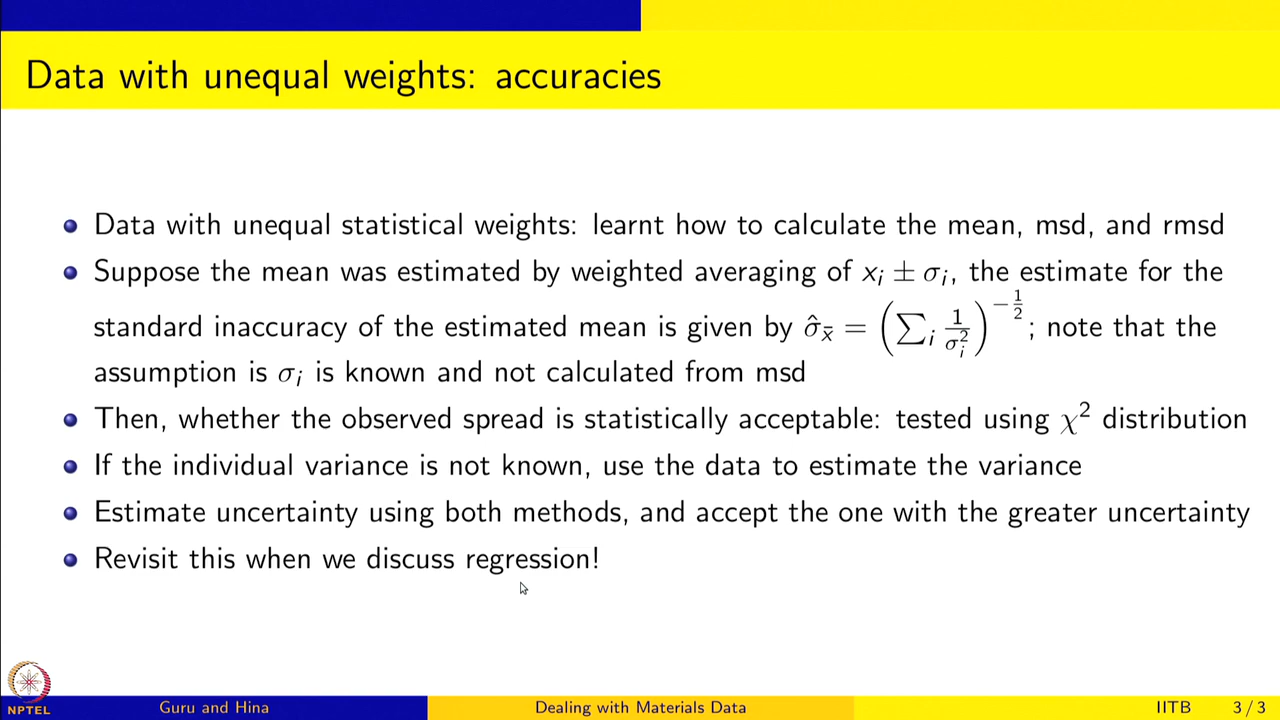 Data with unequal weights: accuracies
Data with unequal statistical weights: learnt how to calculate the mean, msd, and rmsd
Suppose the mean was estimated by weighted averaging of xᵢ ± σᵢ, the estimate for the
standard inaccuracy of the estimated mean is given by σ̂_x̄ = (∑ᵢ 1/σᵢ²)^(−1/2); note that the
assumption is σᵢ is known and not calculated from msd
Then, whether the observed spread is statistically acceptable: tested using χ² distribution
If the individual variance is not known, use the data to estimate the variance
Estimate uncertainty using both methods, and accept the one with the greater uncertainty
Revisit this when we discuss regression!
NPTEL
Guru and Hina Dealing with Materials Data IITB 3 / 3